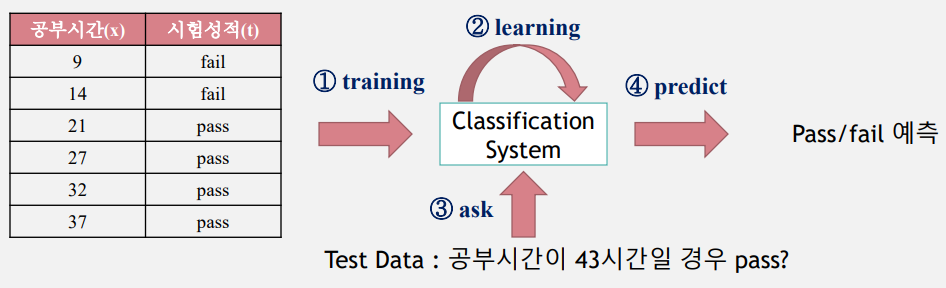 공부시간(x) 시험성적(t)
9 fail
14 fail
21 pass
27 pass
32 pass
37 pass
① training
② learning
Classification
System
③ ask
④ predict
Pass/fail 예측
Test Data : 공부시간이 43시간일 경우 pass?